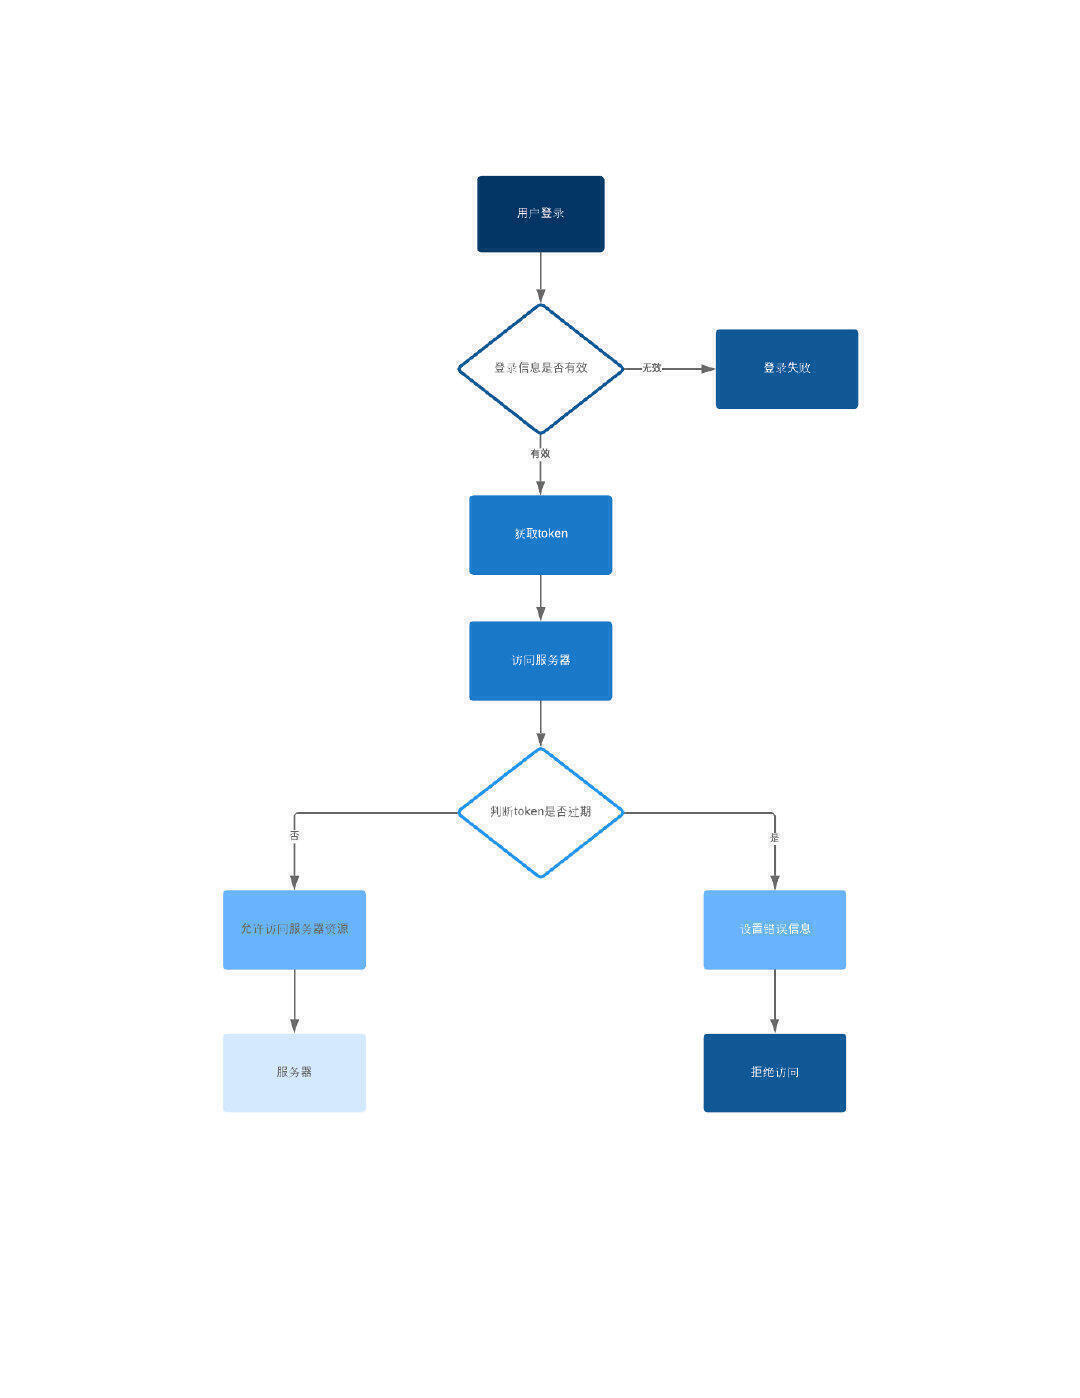 用户登录
登录信息是否有效
无效
登录失败
有效
获取token
访问服务器
判断token是否过期
否
是
允许访问服务器资源
设置错误信息
服务器
拒绝访问